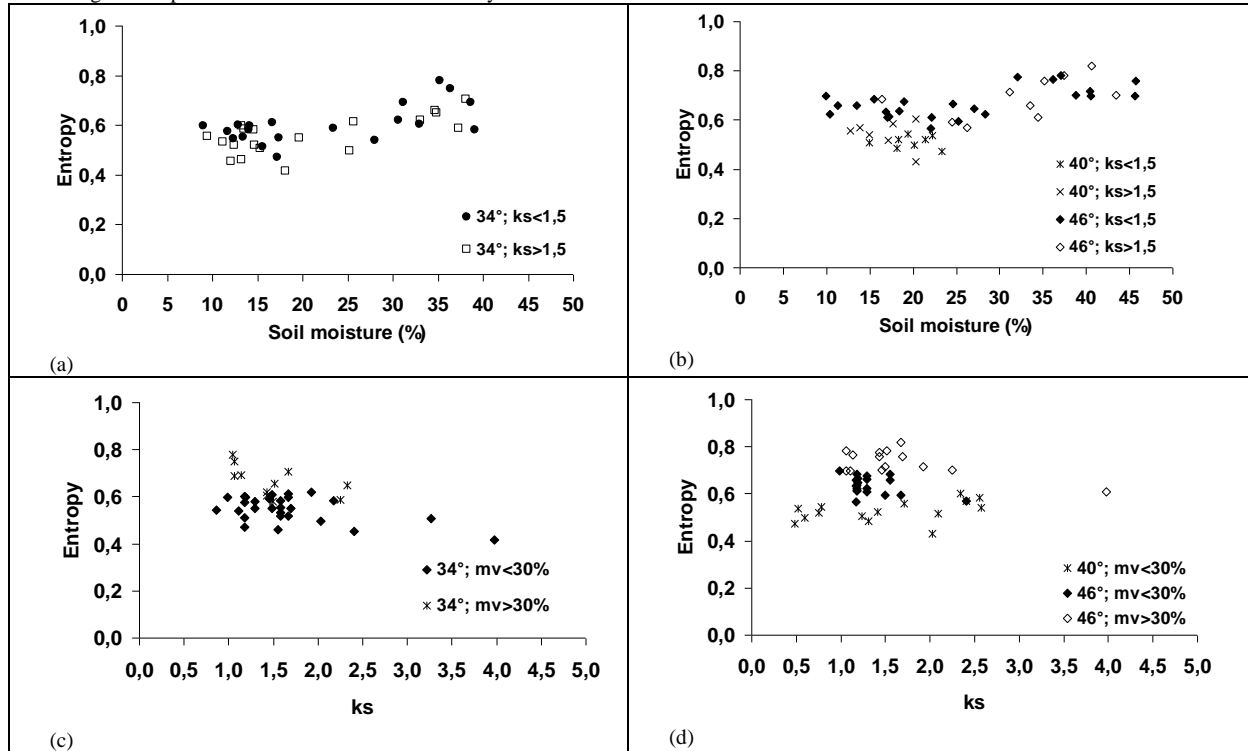 1,0
0,8
0,6
0,4
0,2
0,0
Entropy
34°; ks<1,5
34°; ks>1,5
0 5 10 15 20 25 30 35 40 45 50
Soil moisture (%)
(a)
1,0
0,8
0,6
0,4
0,2
0,0
Entropy
40°; ks<1,5
40°; ks>1,5
46°; ks<1,5
46°; ks>1,5
0 5 10 15 20 25 30 35 40 45 50
Soil moisture (%)
(b)
1,0
0,8
0,6
0,4
0,2
0,0
Entropy
34°; mv<30%
34°; mv>30%
0,0 0,5 1,0 1,5 2,0 2,5 3,0 3,5 4,0 4,5 5,0
ks
(c)
1,0
0,8
0,6
0,4
0,2
0,0
Entropy
40°; mv<30%
46°; mv<30%
46°; mv>30%
0,0 0,5 1,0 1,5 2,0 2,5 3,0 3,5 4,0 4,5 5,0
ks
(d)